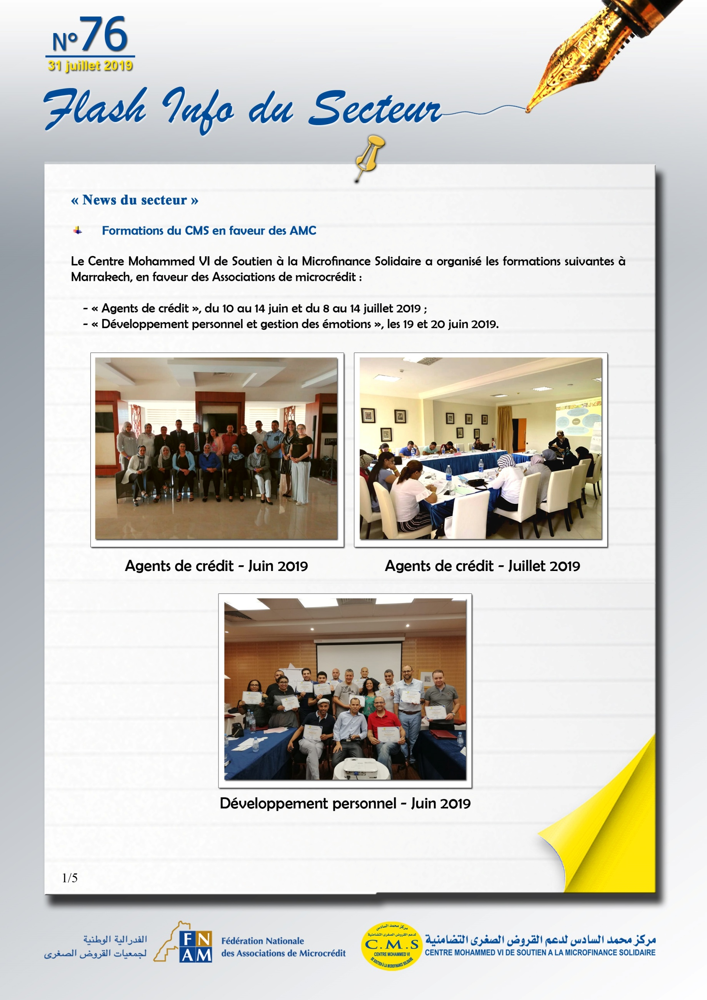 N°76
31 juillet 2019
Flash Info du Secteur
« News du secteur »
Formations du CMS en faveur des AMC
Le Centre Mohammed VI de Soutien à la Microfinance Solidaire a organisé les formations suivantes à
Marrakech, en faveur des Associations de microcrédit :
- « Agents de crédit », du 10 au 14 juin et du 8 au 14 juillet 2019 ;
- « Développement personnel et gestion des émotions », les 19 et 20 juin 2019.
Agents de crédit - Juin 2019
Agents de crédit - Juillet 2019
Développement personnel - Juin 2019
1/5
الفدرالية الوطنية
لجمعيات القروض الصغرى
FN
AM
Fédération Nationale
des Associations de Microcrédit
مركز محمد السادس
لدعم القروض الصغرى التضامنية
C.M.S
CENTRE MOHAMMED VI
DE SOUTIEN À LA MICROFINANCE SOLIDAIRE
مركز محمد السادس لدعم القروض الصغرى التضامنية
CENTRE MOHAMMED VI DE SOUTIEN A LA MICROFINANCE SOLIDAIRE